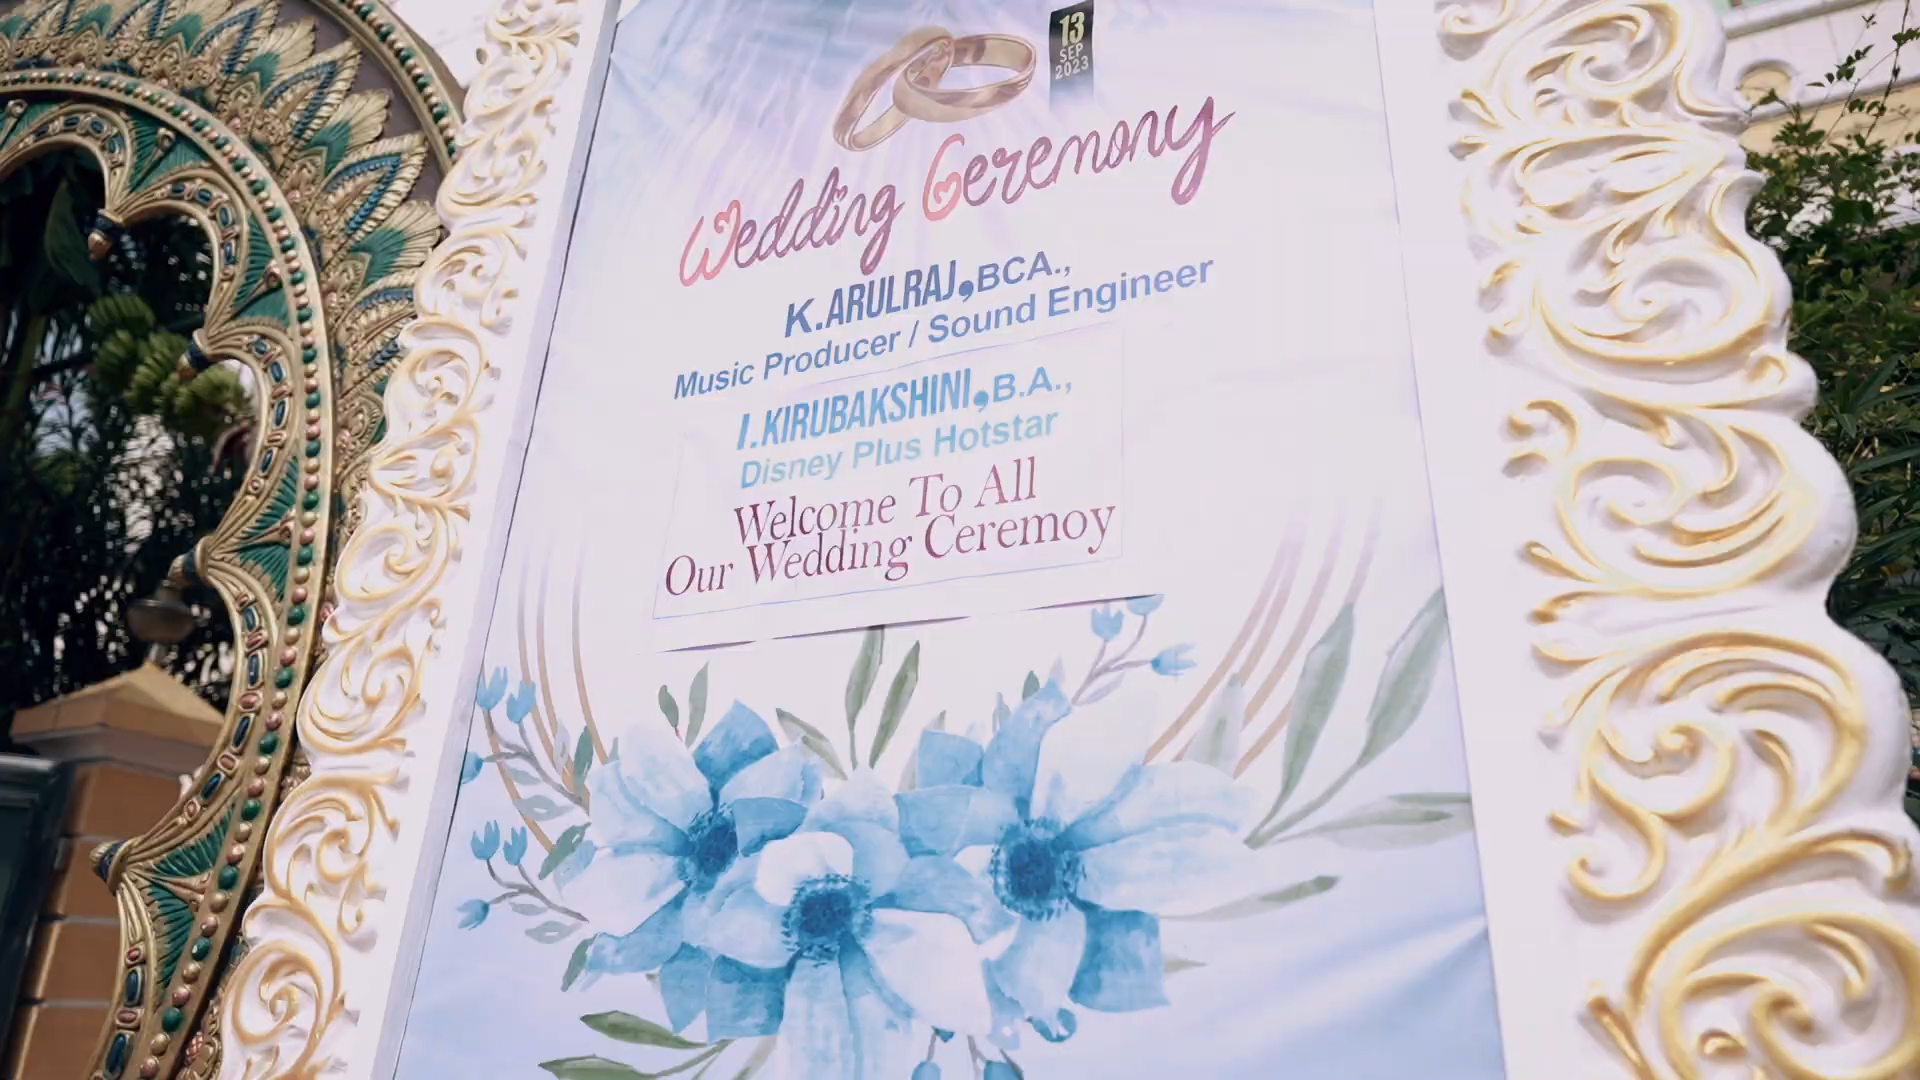 13
SEP
2023
Wedding Ceremony
K.ARULRAJ,BCA.,
Music Producer / Sound Engineer
I.KIRUBAKSHINI,B.A.,
Disney Plus Hotstar
Welcome To All
Our Wedding Ceremoy